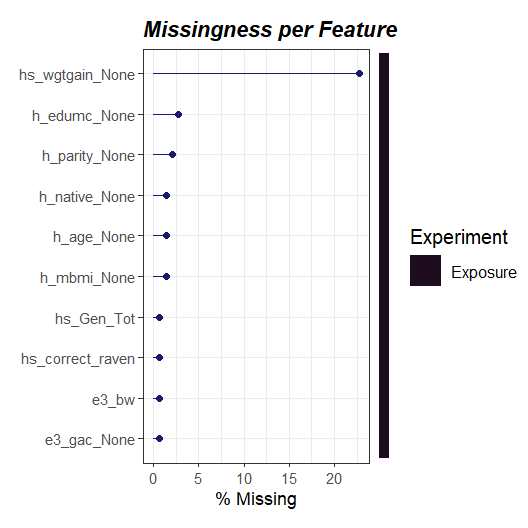 Missingness per Feature
hs_wgtgain_None
h_edumc_None
h_parity_None
h_native_None
h_age_None
h_mbmi_None
hs_Gen_Tot
hs_correct_raven
e3_bw
e3_gac_None
0 5 10 15 20
% Missing
Experiment
Exposure